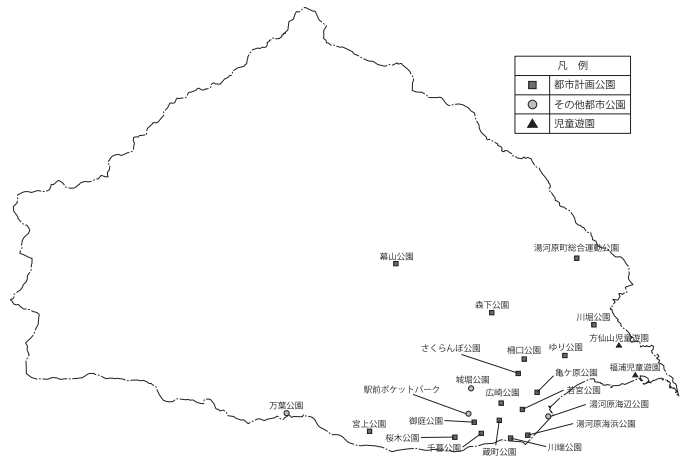 凡 例
都市計画公園
その他都市公園
児童遊園
湯河原町総合運動公園
幕山公園
森下公園
川堀公園
方仙山児童遊園
さくらんぼ公園
桶口公園
ゆり公園
福浦児童遊園
亀ケ原公園
城堀公園
駅前ポケットパーク
広崎公園
若宮公園
万葉公園
湯河原海辺公園
宮上公園
御庭公園
湯河原海浜公園
桜木公園
千暮公園
蔵町公園
川端公園